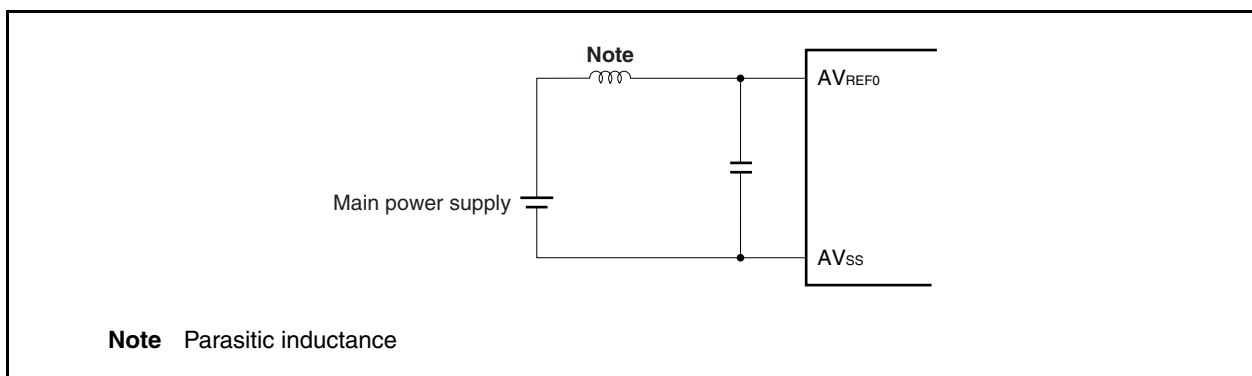 Note
AVREF0
Main power supply
AVSS
Note Parasitic inductance